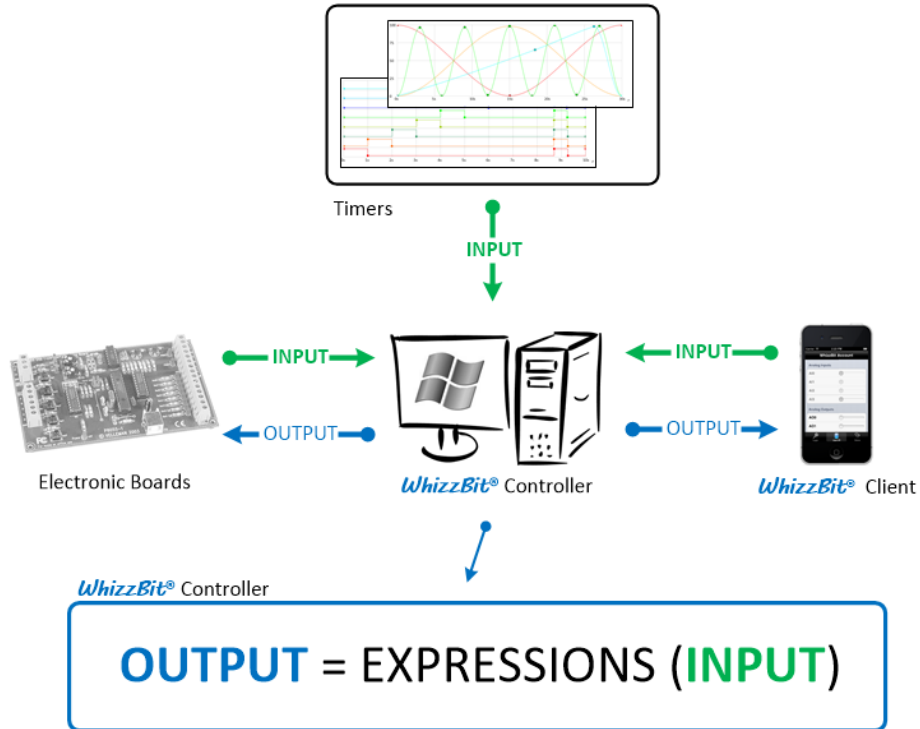 Timers
INPUT
INPUT
INPUT
OUTPUT
OUTPUT
Electronic Boards
WhizzBit® Controller
WhizzBit® Client
WhizzBit® Controller
OUTPUT = EXPRESSIONS (INPUT)